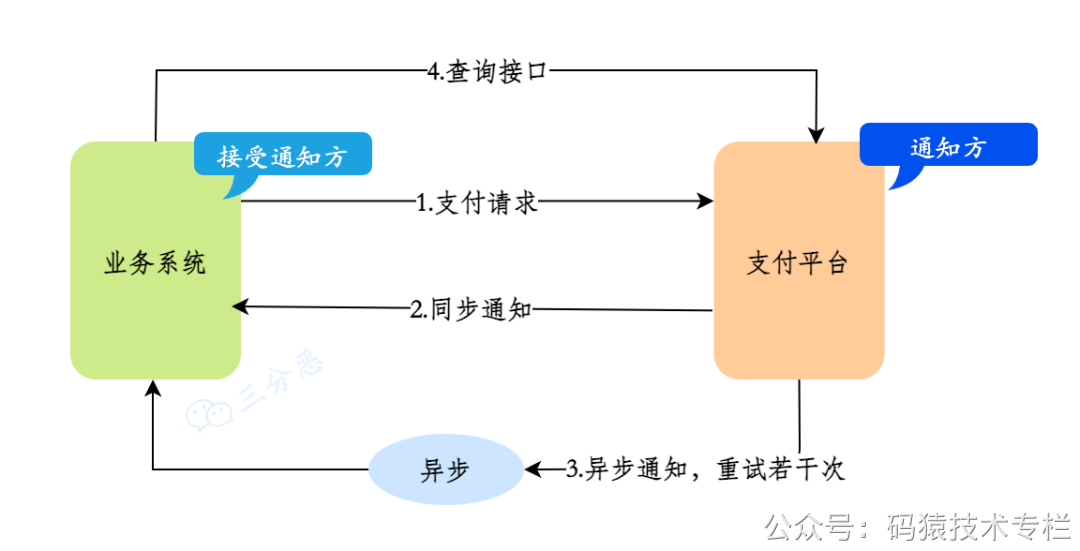 4.查询接口
接受通知方
通知方
1.支付请求
业务系统
支付平台
2.同步通知
三分恶
异步
3.异步通知，重试若干次
公众号：码猿技术专栏